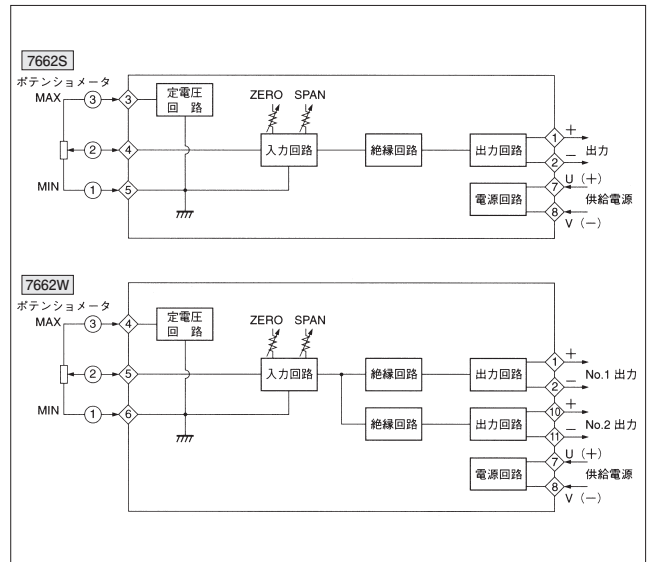 7662S
ポテンショメータ
MAX ③ ③ 定電圧
回 路
ZERO SPAN
② ④ 入力回路 絶縁回路 出力回路 ① + 出力
② −
MIN ① ⑤ 電源回路 ⑦ U (+) 供給電源
⑧ V (−)
7662W
ポテンショメータ
MAX ③ ④ 定電圧
回 路
ZERO SPAN
② ⑤ 入力回路 絶縁回路 出力回路 ① + No.1 出力
② −
MIN ① ⑥ 絶縁回路 出力回路 ⑩ + No.2 出力
⑪ −
電源回路 ⑦ U (+) 供給電源
⑧ V (−)